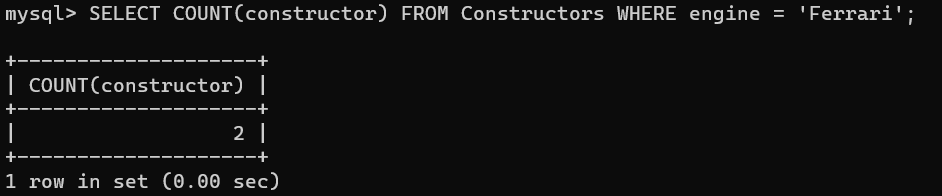 mysql> SELECT COUNT(constructor) FROM Constructors WHERE engine = 'Ferrari';
+--------------------+
| COUNT(constructor) |
+--------------------+
|                  2 |
+--------------------+
1 row in set (0.00 sec)